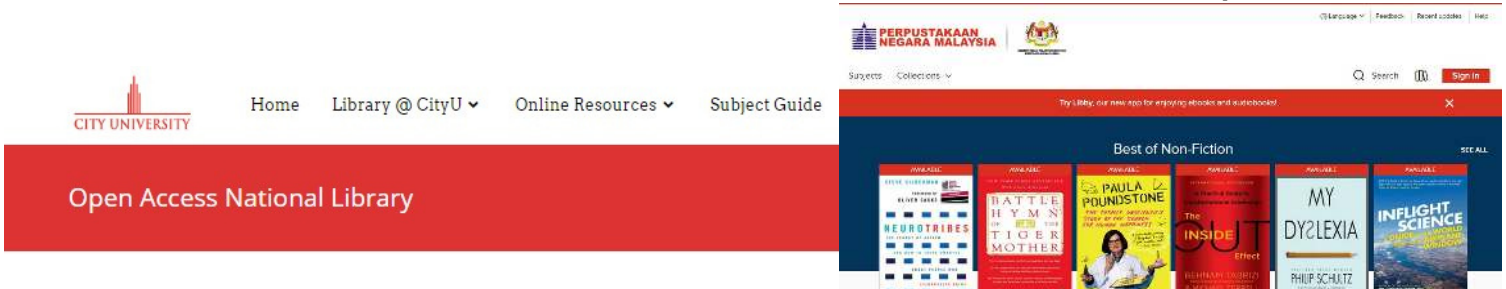 CITY UNIVERSITY
Home Library @ CityU Online Resources Subject Guide
Open Access National Library
Language Feedback Recent updates Help
PERPUSTAKAAN
NEGARA MALAYSIA
Subjects Collections
Search Sign in
Try Libby, our new app for enjoying ebooks and audiobooks!
Best of Non-Fiction
SEE ALL
AVAILABLE AVAILABLE AVAILABLE AVAILABLE AVAILABLE AVAILABLE
STEVE SILBERMAN
OLIVER SACKS
NEUROTRIBES
BATTLE
HYMN
OF THE
TIGER
MOTHER
PAULA
POUNDSTONE
The
INSIDE
OUT
Effect
BEHNAM TABRIZI
MY
DYSLEXIA
PHILIP SCHULTZ
INFLIGHT
SCIENCE